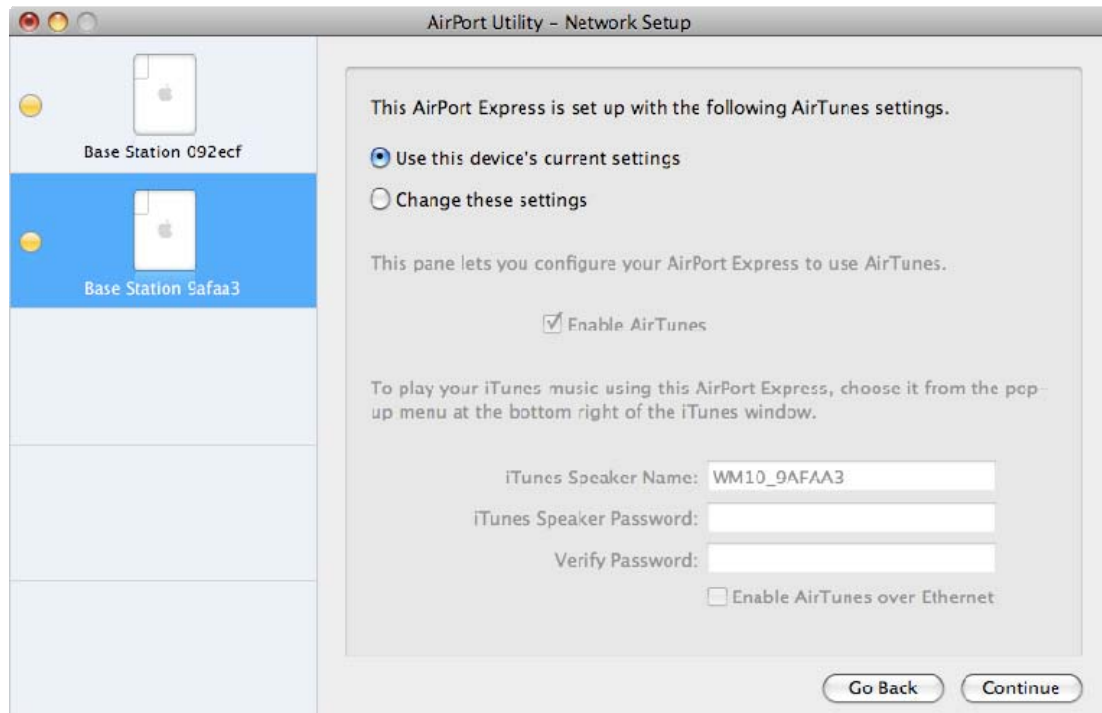 AirPort Utility – Network Setup
Base Station 092ecf
Base Station 9afaa3
This AirPort Express is set up with the following AirTunes settings.
Use this device's current settings
Change these settings
This pane lets you configure your AirPort Express to use AirTunes.
Enable AirTunes
To play your iTunes music using this AirPort Express, choose it from the pop-
up menu at the bottom right of the iTunes window.
iTunes Speaker Name: WM10_9AFAA3
iTunes Speaker Password:
Verify Password:
Enable AirTunes over Ethernet
Go Back Continue